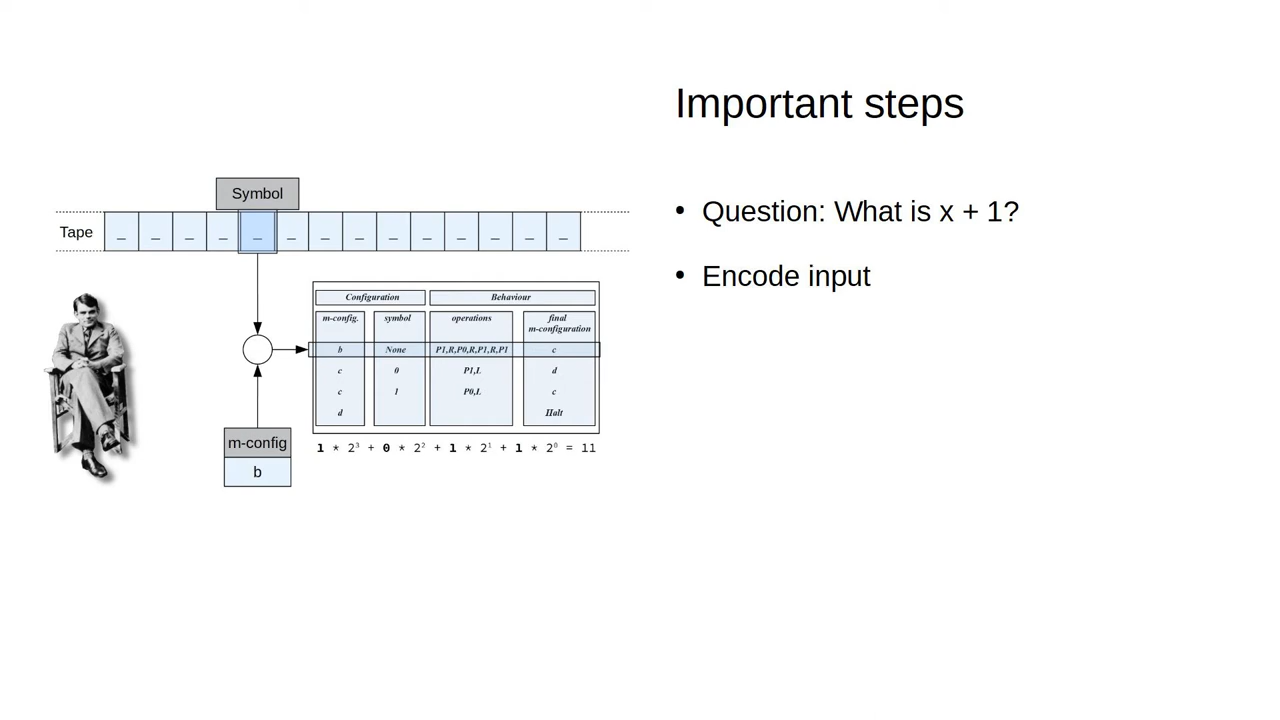 Important steps
• Question: What is x + 1?
• Encode input
Symbol
Tape _ _ _ _ _ _ _ _ _ _ _ _ _ _
Configuration Behaviour
m-config. symbol operations final m-configuration
b None P1,R,P0,R,P1,R,P1 c
c 0 P1,L d
c 1 P0,L c
d Halt
m-config
b
1 * 2³ + 0 * 2² + 1 * 2¹ + 1 * 2⁰ = 11